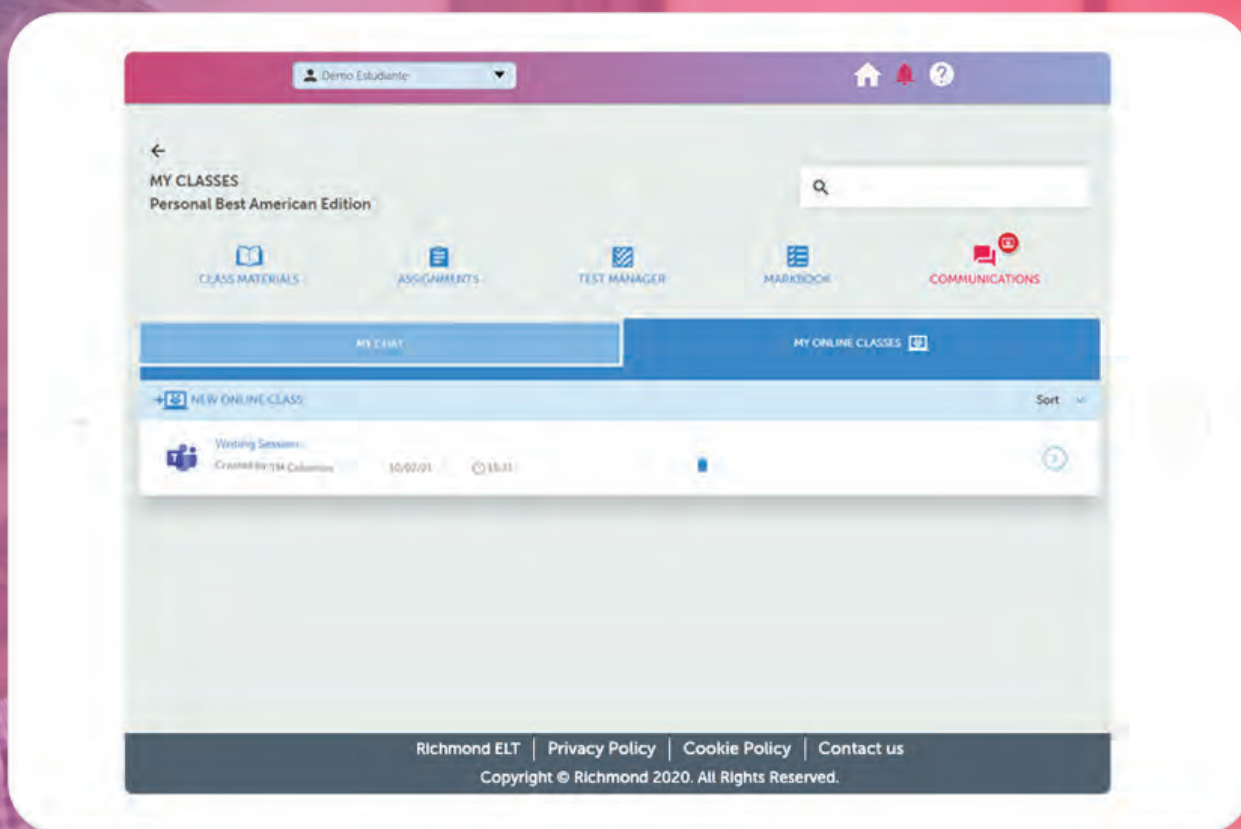 Demo Estudiante
MY CLASSES
Personal Best American Edition
CLASS MATERIALS
ASSIGNMENTS
TEST MANAGER
MARKBOOK
COMMUNICATIONS
MY CHAT
MY ONLINE CLASSES
NEW ONLINE CLASS
Sort
Writing Session
Created by
Richmond ELT | Privacy Policy | Cookie Policy | Contact us
Copyright © Richmond 2020. All Rights Reserved.